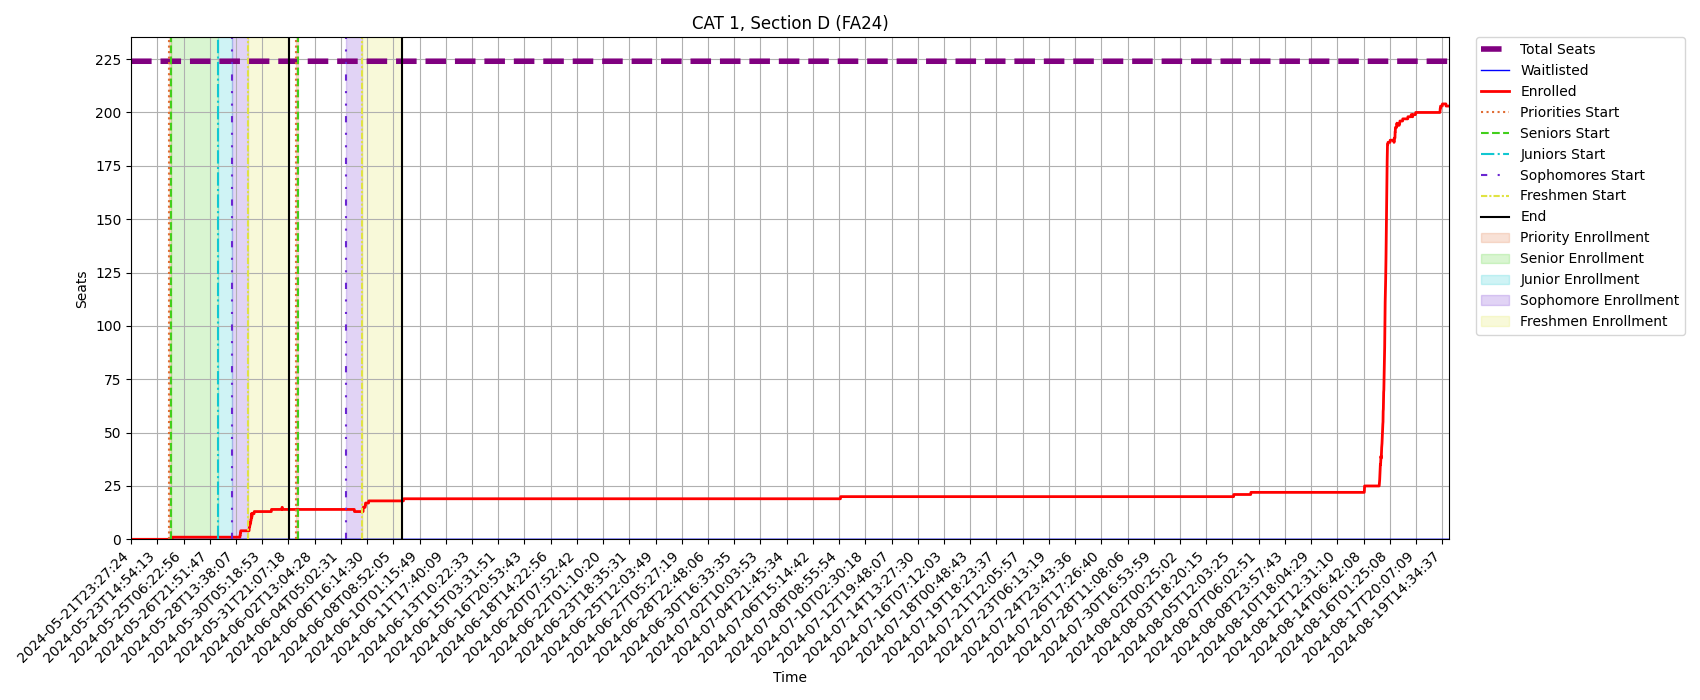 CAT 1, Section D (FA24)
Seats
225
200
175
150
125
100
75
50
25
0
2024-05-21T23:27:24
2024-05-23T14:54:13
2024-05-25T06:22:56
2024-05-26T21:51:47
2024-05-28T13:38:07
2024-05-30T05:18:53
2024-05-31T21:07:18
2024-06-02T13:04:28
2024-06-04T05:02:31
2024-06-06T16:14:30
2024-06-08T08:52:05
2024-06-10T01:15:49
2024-06-11T17:40:09
2024-06-13T10:22:33
2024-06-15T03:31:51
2024-06-16T20:53:43
2024-06-18T14:22:56
2024-06-20T07:52:42
2024-06-22T01:10:20
2024-06-23T18:35:31
2024-06-25T12:03:49
2024-06-27T05:27:19
2024-06-28T22:48:06
2024-06-30T16:33:35
2024-07-02T10:03:53
2024-07-04T21:45:34
2024-07-06T15:14:42
2024-07-08T08:55:54
2024-07-10T02:30:18
2024-07-12T19:48:07
2024-07-14T13:27:30
2024-07-16T07:12:03
2024-07-18T00:48:43
2024-07-19T18:23:37
2024-07-21T12:05:57
2024-07-23T06:13:19
2024-07-24T23:43:36
2024-07-26T17:26:40
2024-07-28T11:08:06
2024-07-30T16:53:59
2024-08-02T00:25:02
2024-08-03T18:20:15
2024-08-05T12:03:25
2024-08-07T06:02:51
2024-08-08T23:57:43
2024-08-10T18:04:29
2024-08-12T12:31:10
2024-08-14T06:42:08
2024-08-16T01:25:08
2024-08-17T20:07:09
2024-08-19T14:34:37
Time
Total Seats
Waitlisted
Enrolled
Priorities Start
Seniors Start
Juniors Start
Sophomores Start
Freshmen Start
End
Priority Enrollment
Senior Enrollment
Junior Enrollment
Sophomore Enrollment
Freshmen Enrollment